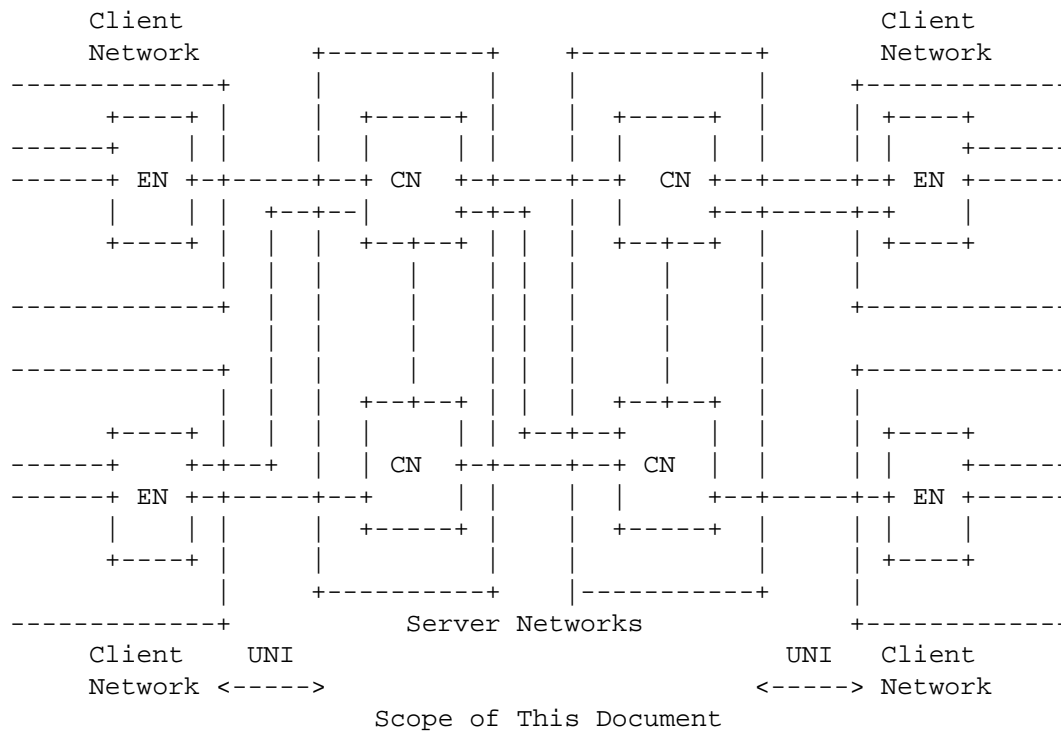 Client Client
Network Network
EN CN CN EN
EN CN CN EN
Server Networks
Client UNI UNI Client
Network <-----> <-----> Network
Scope of This Document